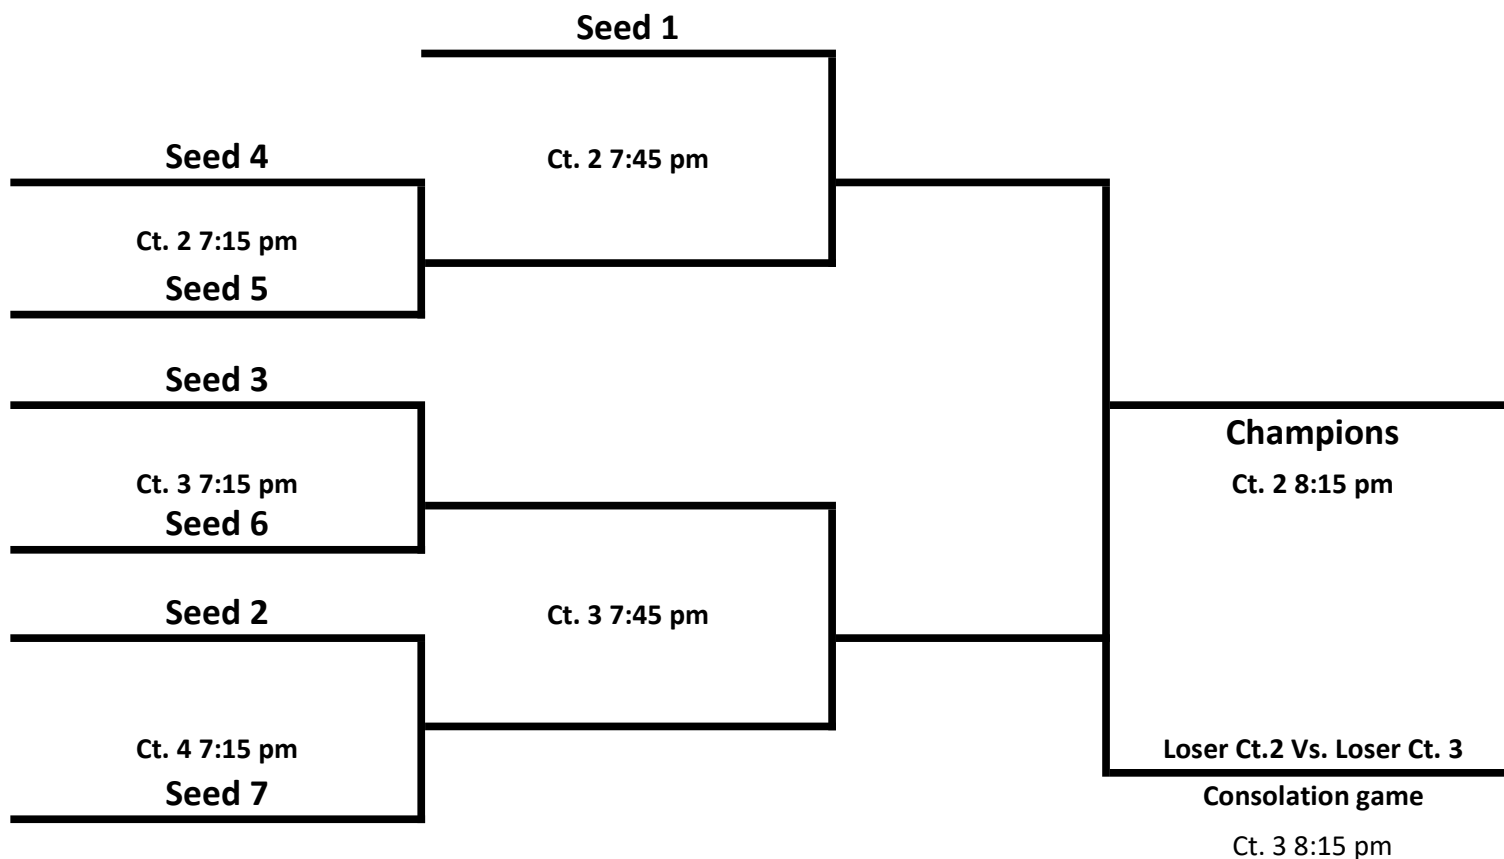 Seed 1
Seed 4
Ct. 2 7:45 pm
Ct. 2 7:15 pm
Seed 5
Seed 3
Champions
Ct. 3 7:15 pm
Ct. 2 8:15 pm
Seed 6
Seed 2
Ct. 3 7:45 pm
Ct. 4 7:15 pm
Loser Ct.2 Vs. Loser Ct. 3
Seed 7
Consolation game
Ct. 3 8:15 pm